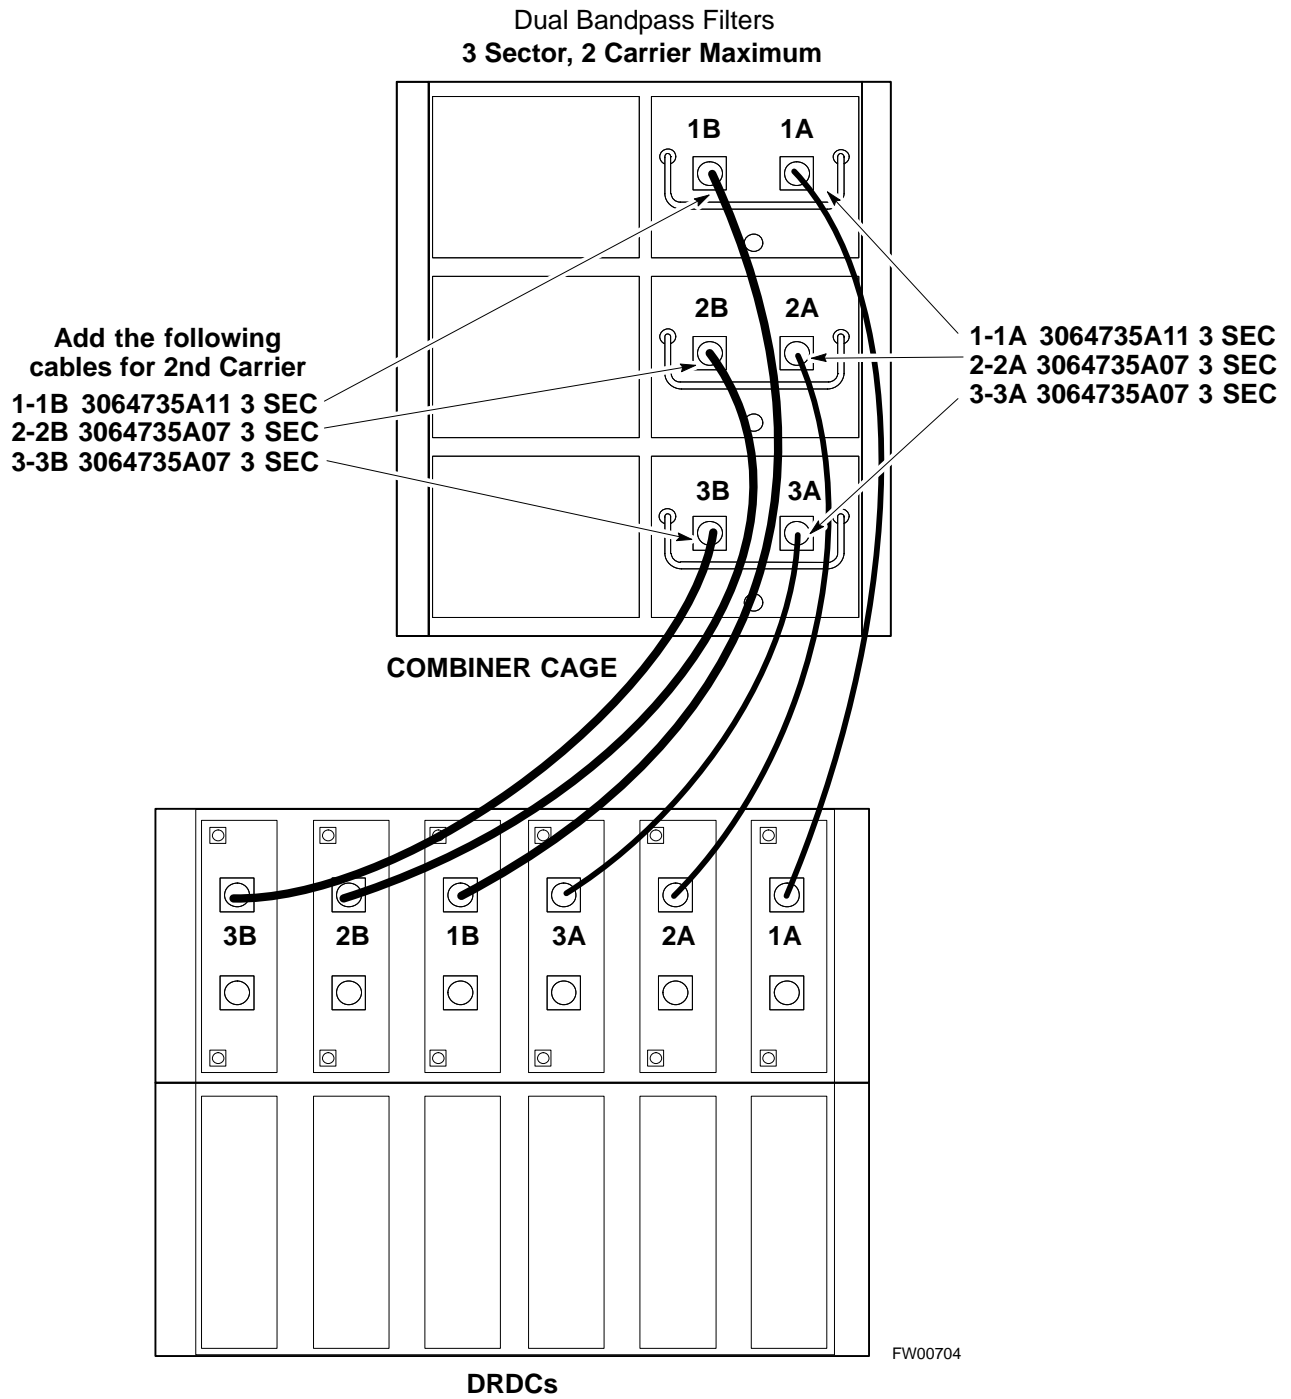 Dual Bandpass Filters
3 Sector, 2 Carrier Maximum
1B 1A
2B 2A
Add the following
cables for 2nd Carrier
1-1B 3064735A11 3 SEC
2-2B 3064735A07 3 SEC
3-3B 3064735A07 3 SEC
1-1A 3064735A11 3 SEC
2-2A 3064735A07 3 SEC
3-3A 3064735A07 3 SEC
3B 3A
COMBINER CAGE
3B 2B 1B 3A 2A 1A
FW00704
DRDCs